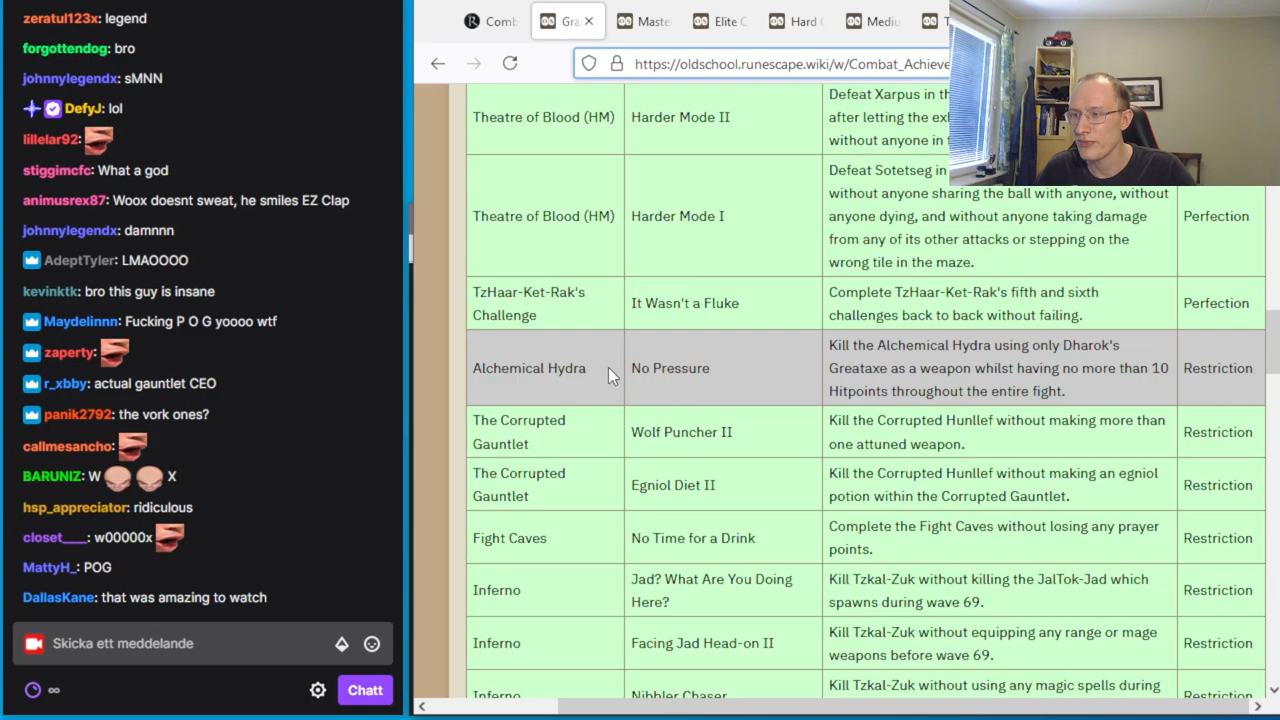 zeratul123x: legend
forgottendog: bro
johnnylegendx: sMNN
DefyJ: lol
lillelar92:
stiggimcfc: What a god
animusrex87: Woox doesnt sweat, he smiles EZ Clap
johnnylegendx: damnnn
AdeptTyler: LMAOOOO
kevinktk: bro this guy is insane
Maydelinnn: Fucking P O G yoooo wtf
zaperty:
r_xbby: actual gauntlet CEO
panik2792: the vork ones?
callmesancho:
BARUNIZ: W X
hsp_appreciator: ridiculous
closet____: w00000x
MattyH_: POG
DallasKane: that was amazing to watch
Skicka ett meddelande
∞
Chatt
Comb
Gra
Maste
Elite C
Hard
Medi
https://oldschool.runescape.wiki/w/Combat_Achieve
Theatre of Blood (HM)
Harder Mode II
Defeat Xarpus in th
after letting the
without anyone in
Theatre of Blood (HM)
Harder Mode I
Defeat Sotetseg in
without anyone sharing the ball with anyone, without
anyone dying, and without anyone taking damage
from any of its other attacks or stepping on the
wrong tile in the maze.
Perfection
TzHaar-Ket-Rak's
Challenge
It Wasn't a Fluke
Complete TzHaar-Ket-Rak's fifth and sixth
challenges back to back without failing.
Perfection
Alchemical Hydra
No Pressure
Kill the Alchemical Hydra using only Dharok's
Greataxe as a weapon whilst having no more than 10
Hitpoints throughout the entire fight.
Restriction
The Corrupted
Gauntlet
Wolf Puncher II
Kill the Corrupted Hunllef without making more than
one attuned weapon.
Restriction
The Corrupted
Gauntlet
Egniol Diet II
Kill the Corrupted Hunllef without making an egniol
potion within the Corrupted Gauntlet.
Restriction
Fight Caves
No Time for a Drink
Complete the Fight Caves without losing any prayer
points.
Restriction
Inferno
Jad? What Are You Doing
Here?
Kill Tzkal-Zuk without killing the JalTok-Jad which
spawns during wave 69.
Restriction
Inferno
Facing Jad Head-on II
Kill Tzkal-Zuk without equipping any range or mage
weapons before wave 69.
Restriction
Inferno
Nibbler Chaser
Kill Tzkal-Zuk without using any magic spells during